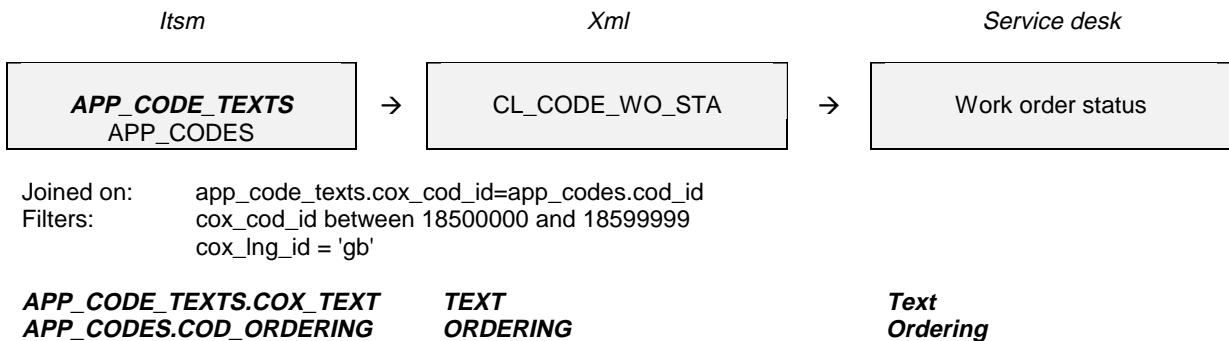 Itsm Xml Service desk
APP_CODE_TEXTS → CL_CODE_WO_STA → Work order status
APP_CODES
Joined on: app_code_texts.cox_cod_id=app_codes.cod_id
Filters: cox_cod_id between 18500000 and 18599999
cox_lng_id = 'gb'
APP_CODE_TEXTS.COX_TEXT TEXT Text
APP_CODES.COD_ORDERING ORDERING Ordering